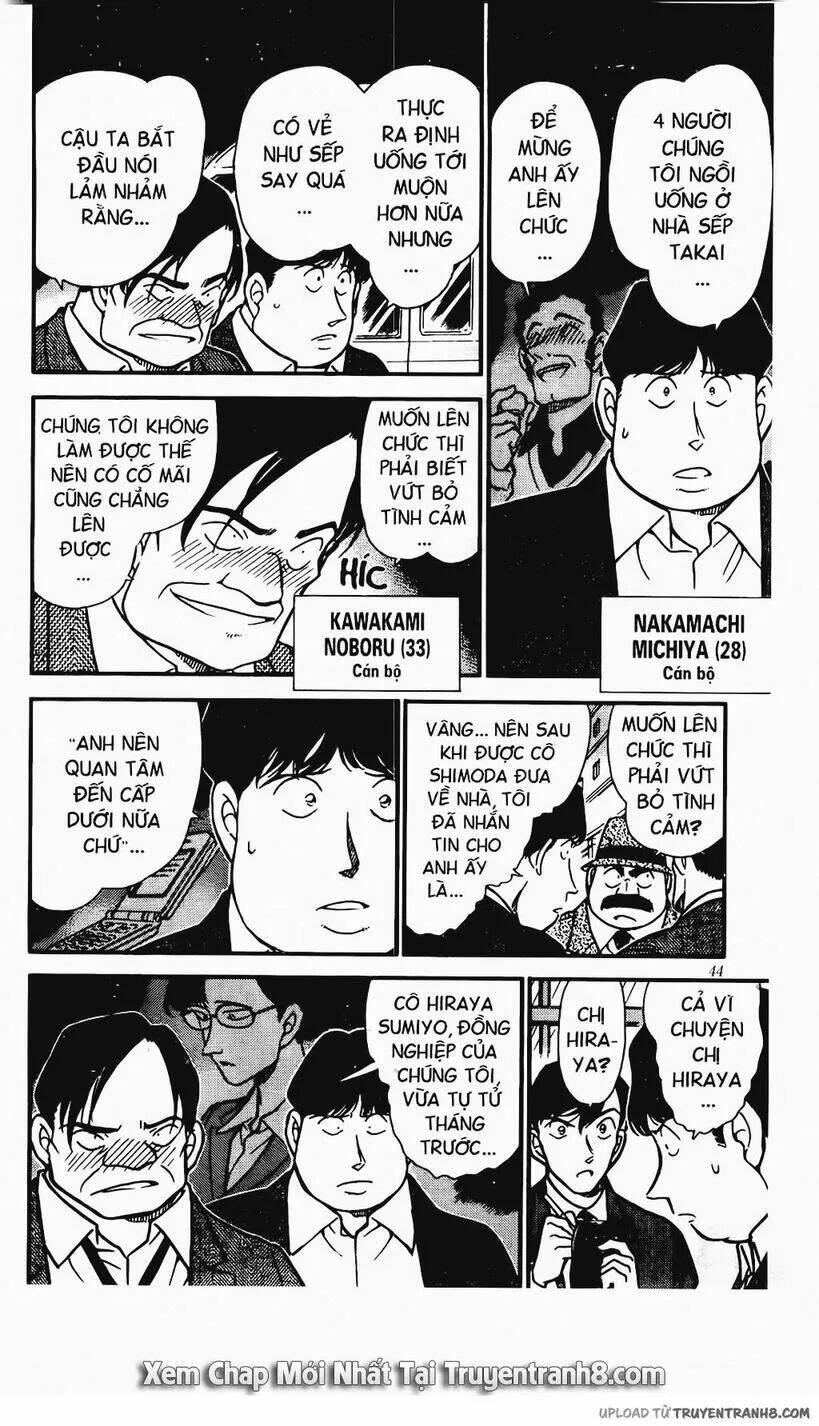 4 NGƯỜI
CHÚNG
TÔI NGỒI
UỐNG Ở
NHÀ SẾP
TAKAI
...
ĐỂ
MỪNG
ANH ẤY
LÊN
CHỨC
...
NAKAMACHI
MICHIYA (28)
Cán bộ
THỰC
RA ĐỊNH
UỐNG TỚI
MUỘN
HƠN NỮA
NHƯNG
...
CÓ VẺ
NHƯ SẾP
SAY QUÁ
...
CẬU TA BẮT
ĐẦU NÓI
LẢM NHẢM
RẰNG...
MUỐN LÊN
CHỨC THÌ
PHẢI BIẾT
VỨT BỎ
TÌNH CẢM
...
CHÚNG TÔI KHÔNG
LÀM ĐƯỢC THẾ
NÊN CÓ CỐ MÃI
CŨNG CHẲNG
LÊN
ĐƯỢC
...
HÍC
KAWAKAMI
NOBORU (33)
Cán bộ
MUỐN LÊN
CHỨC THÌ
PHẢI VỨT
BỎ TÌNH
CẢM?
VÂNG... NÊN SAU
KHI ĐƯỢC CÔ
SHIMODA ĐƯA
VỀ NHÀ, TÔI
ĐÃ NHẮN
TIN CHO
ANH ẤY
LÀ...
"ANH NÊN
QUAN TÂM
ĐẾN CẤP
DƯỚI NỮA
CHỨ"...
44
CẢ VÌ
CHUYỆN
CHỊ
HIRAYA
...
CHỊ
HIRA-
YA?
CÔ HIRAYA
SUMIYO, ĐỒNG
NGHIỆP CỦA
CHÚNG TÔI,
VỪA TỰ TỬ
THÁNG
TRƯỚC...
Xem Chap Mới Nhất Tại Truyentranh8.com
UPLOAD TỪ TRUYENTRANH8.COM